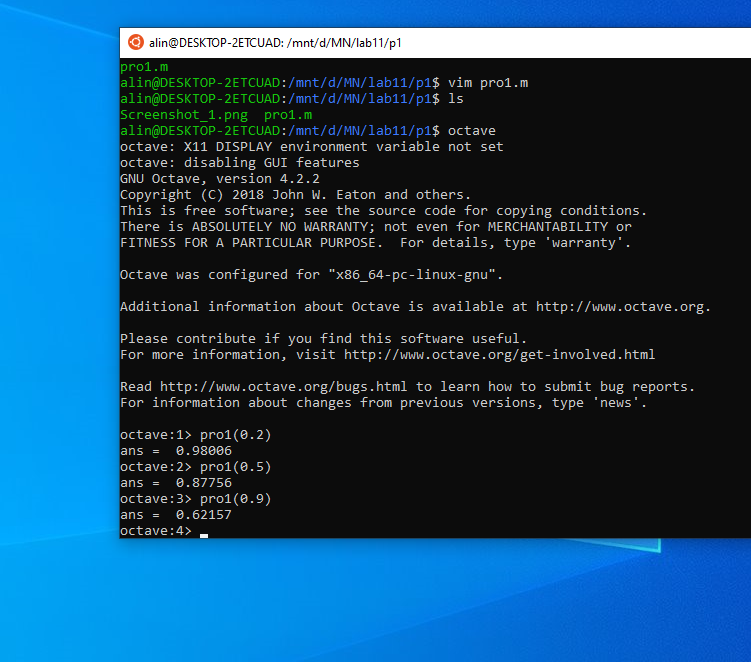 alin@DESKTOP-2ETCUAD: /mnt/d/MN/lab11/p1
pro1.m
alin@DESKTOP-2ETCUAD:/mnt/d/MN/lab11/p1$ vim pro1.m
alin@DESKTOP-2ETCUAD:/mnt/d/MN/lab11/p1$ ls
Screenshot_1.png  pro1.m
alin@DESKTOP-2ETCUAD:/mnt/d/MN/lab11/p1$ octave
octave: X11 DISPLAY environment variable not set
octave: disabling GUI features
GNU Octave, version 4.2.2
Copyright (C) 2018 John W. Eaton and others.
This is free software; see the source code for copying conditions.
There is ABSOLUTELY NO WARRANTY; not even for MERCHANTABILITY or
FITNESS FOR A PARTICULAR PURPOSE.  For details, type 'warranty'.
Octave was configured for "x86_64-pc-linux-gnu".
Additional information about Octave is available at http://www.octave.org.
Please contribute if you find this software useful.
For more information, visit http://www.octave.org/get-involved.html
Read http://www.octave.org/bugs.html to learn how to submit bug reports.
For information about changes from previous versions, type 'news'.
octave:1> pro1(0.2)
ans =  0.98006
octave:2> pro1(0.5)
ans =  0.87756
octave:3> pro1(0.9)
ans =  0.62157
octave:4>